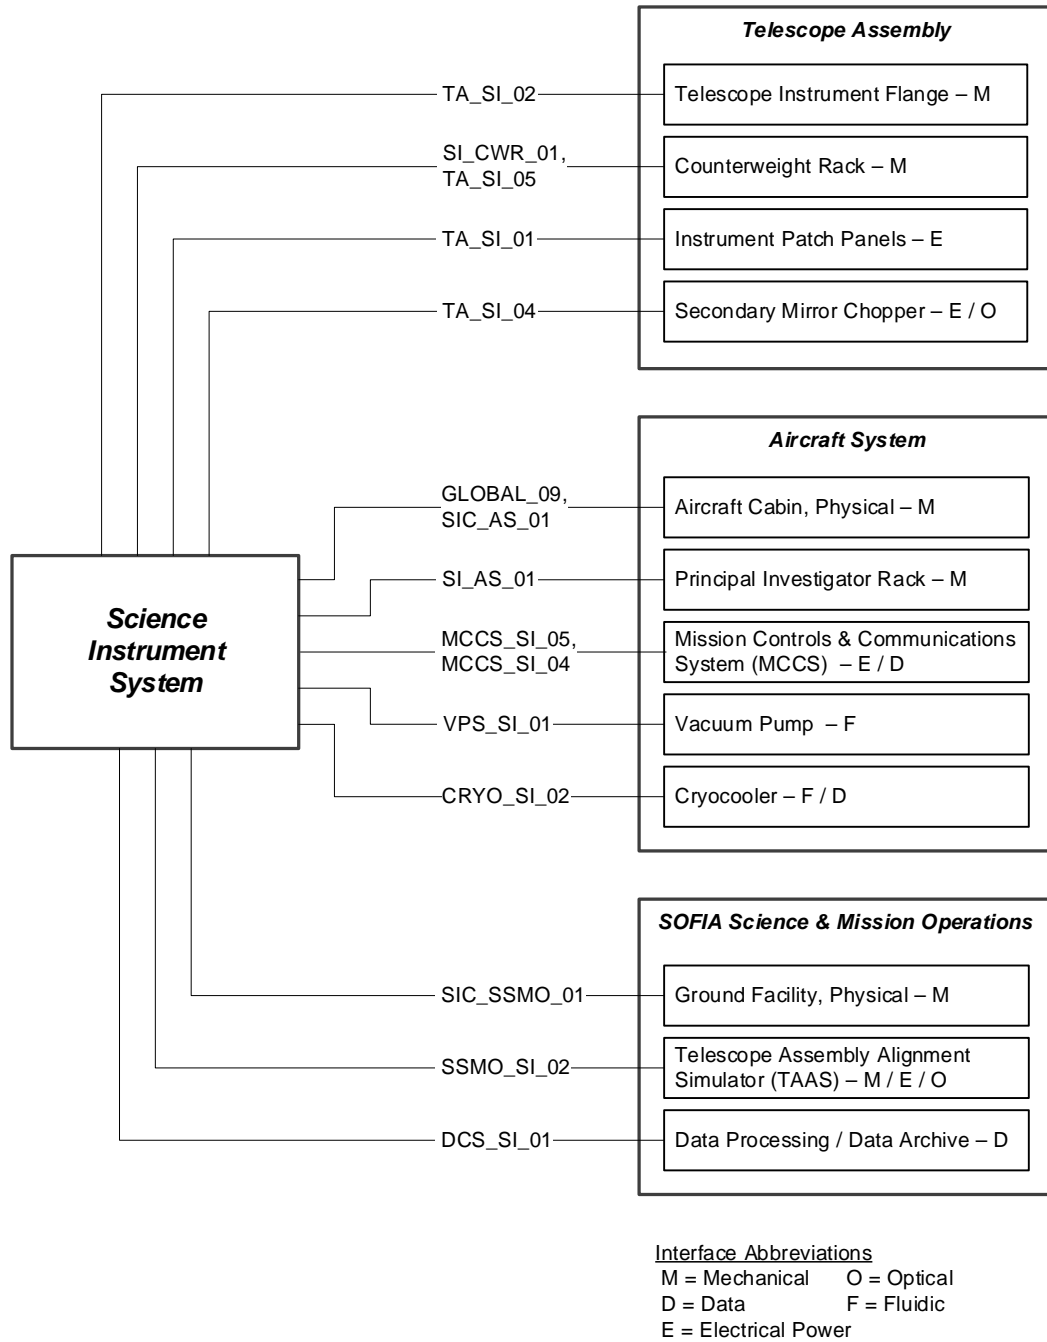 Telescope Assembly
TA_SI_02
Telescope Instrument Flange – M
SI_CWR_01,
TA_SI_05
Counterweight Rack – M
TA_SI_01
Instrument Patch Panels – E
TA_SI_04
Secondary Mirror Chopper – E / O
Aircraft System
GLOBAL_09,
SIC_AS_01
Aircraft Cabin, Physical – M
Science
Instrument
System
SI_AS_01
Principal Investigator Rack – M
MCCS_SI_05,
MCCS_SI_04
Mission Controls & Communications
System (MCCS) – E / D
VPS_SI_01
Vacuum Pump – F
CRYO_SI_02
Cryocooler – F / D
SOFIA Science & Mission Operations
SIC_SSMO_01
Ground Facility, Physical – M
SSMO_SI_02
Telescope Assembly Alignment
Simulator (TAAS) – M / E / O
DCS_SI_01
Data Processing / Data Archive – D
Interface Abbreviations
M = Mechanical O = Optical
D = Data F = Fluidic
E = Electrical Power